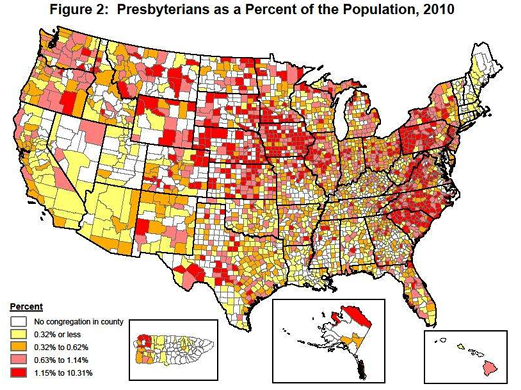 Figure 2:  Presbyterians as a Percent of the Population, 2010
Percent
No congregation in county
0.32% or less
0.32% to 0.62%
0.63% to 1.14%
1.15% to 10.31%